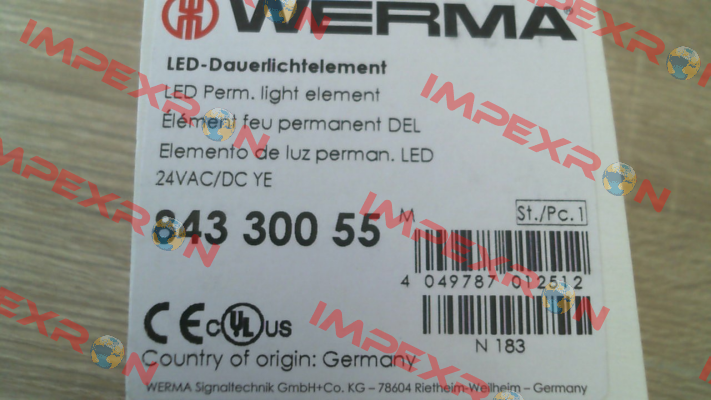 WERMA
LED-Dauerlichtelement
LED Perm. light element
Élément feu permanent DEL
Elemento de luz perman. LED
24VAC/DC YE
843 300 55 M
St./Pc. 1
4 049787 012512
N 183
CE c UL us
Country of origin: Germany
WERMA Signaltechnik GmbH+Co. KG – 78604 Rietheim-Weilheim – Germany
IMPEXRON
IMPEXRON
IMPEXRON
IMPEXRON
IMPEXRON
IMPEXRON